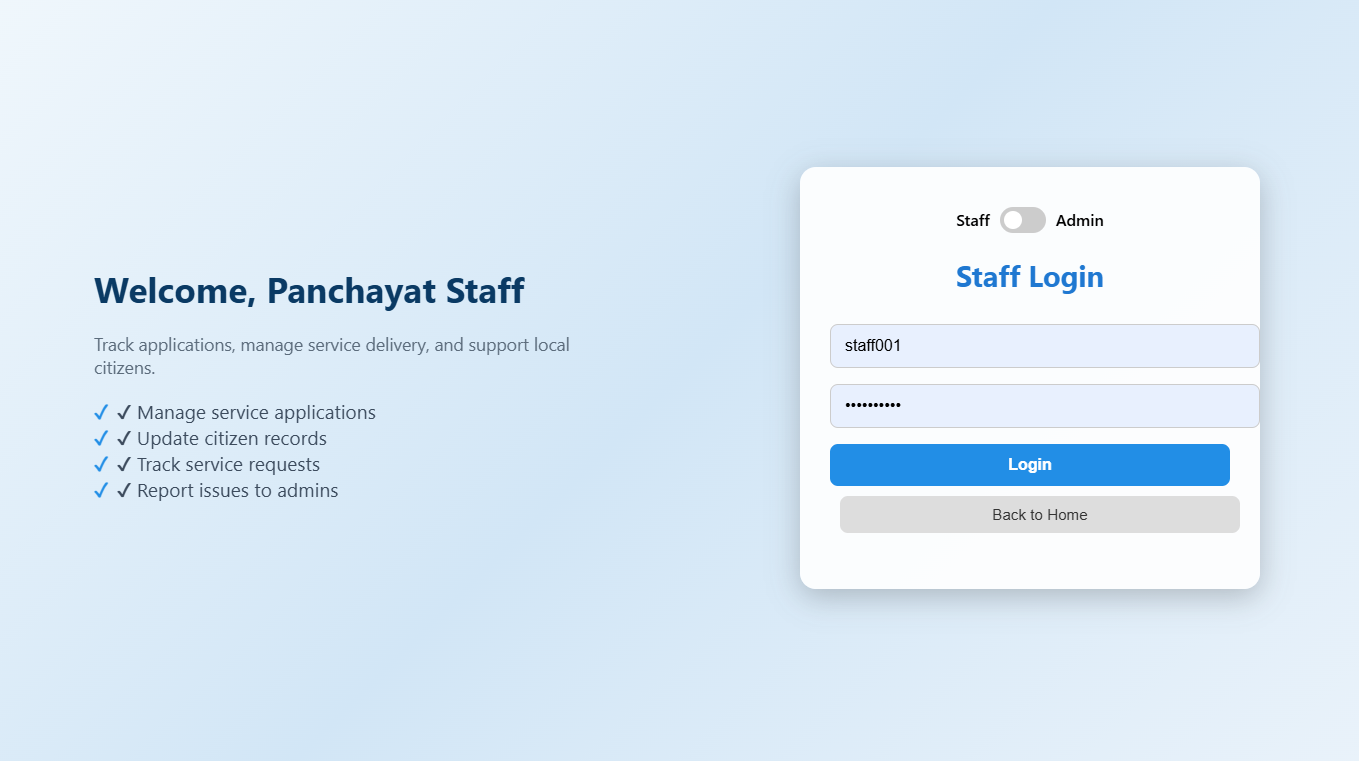 Welcome, Panchayat Staff
Track applications, manage service delivery, and support local
citizens.
✓ ✓ Manage service applications
✓ ✓ Update citizen records
✓ ✓ Track service requests
✓ ✓ Report issues to admins
Staff Admin
Staff Login
staff001
••••••••••
Login
Back to Home